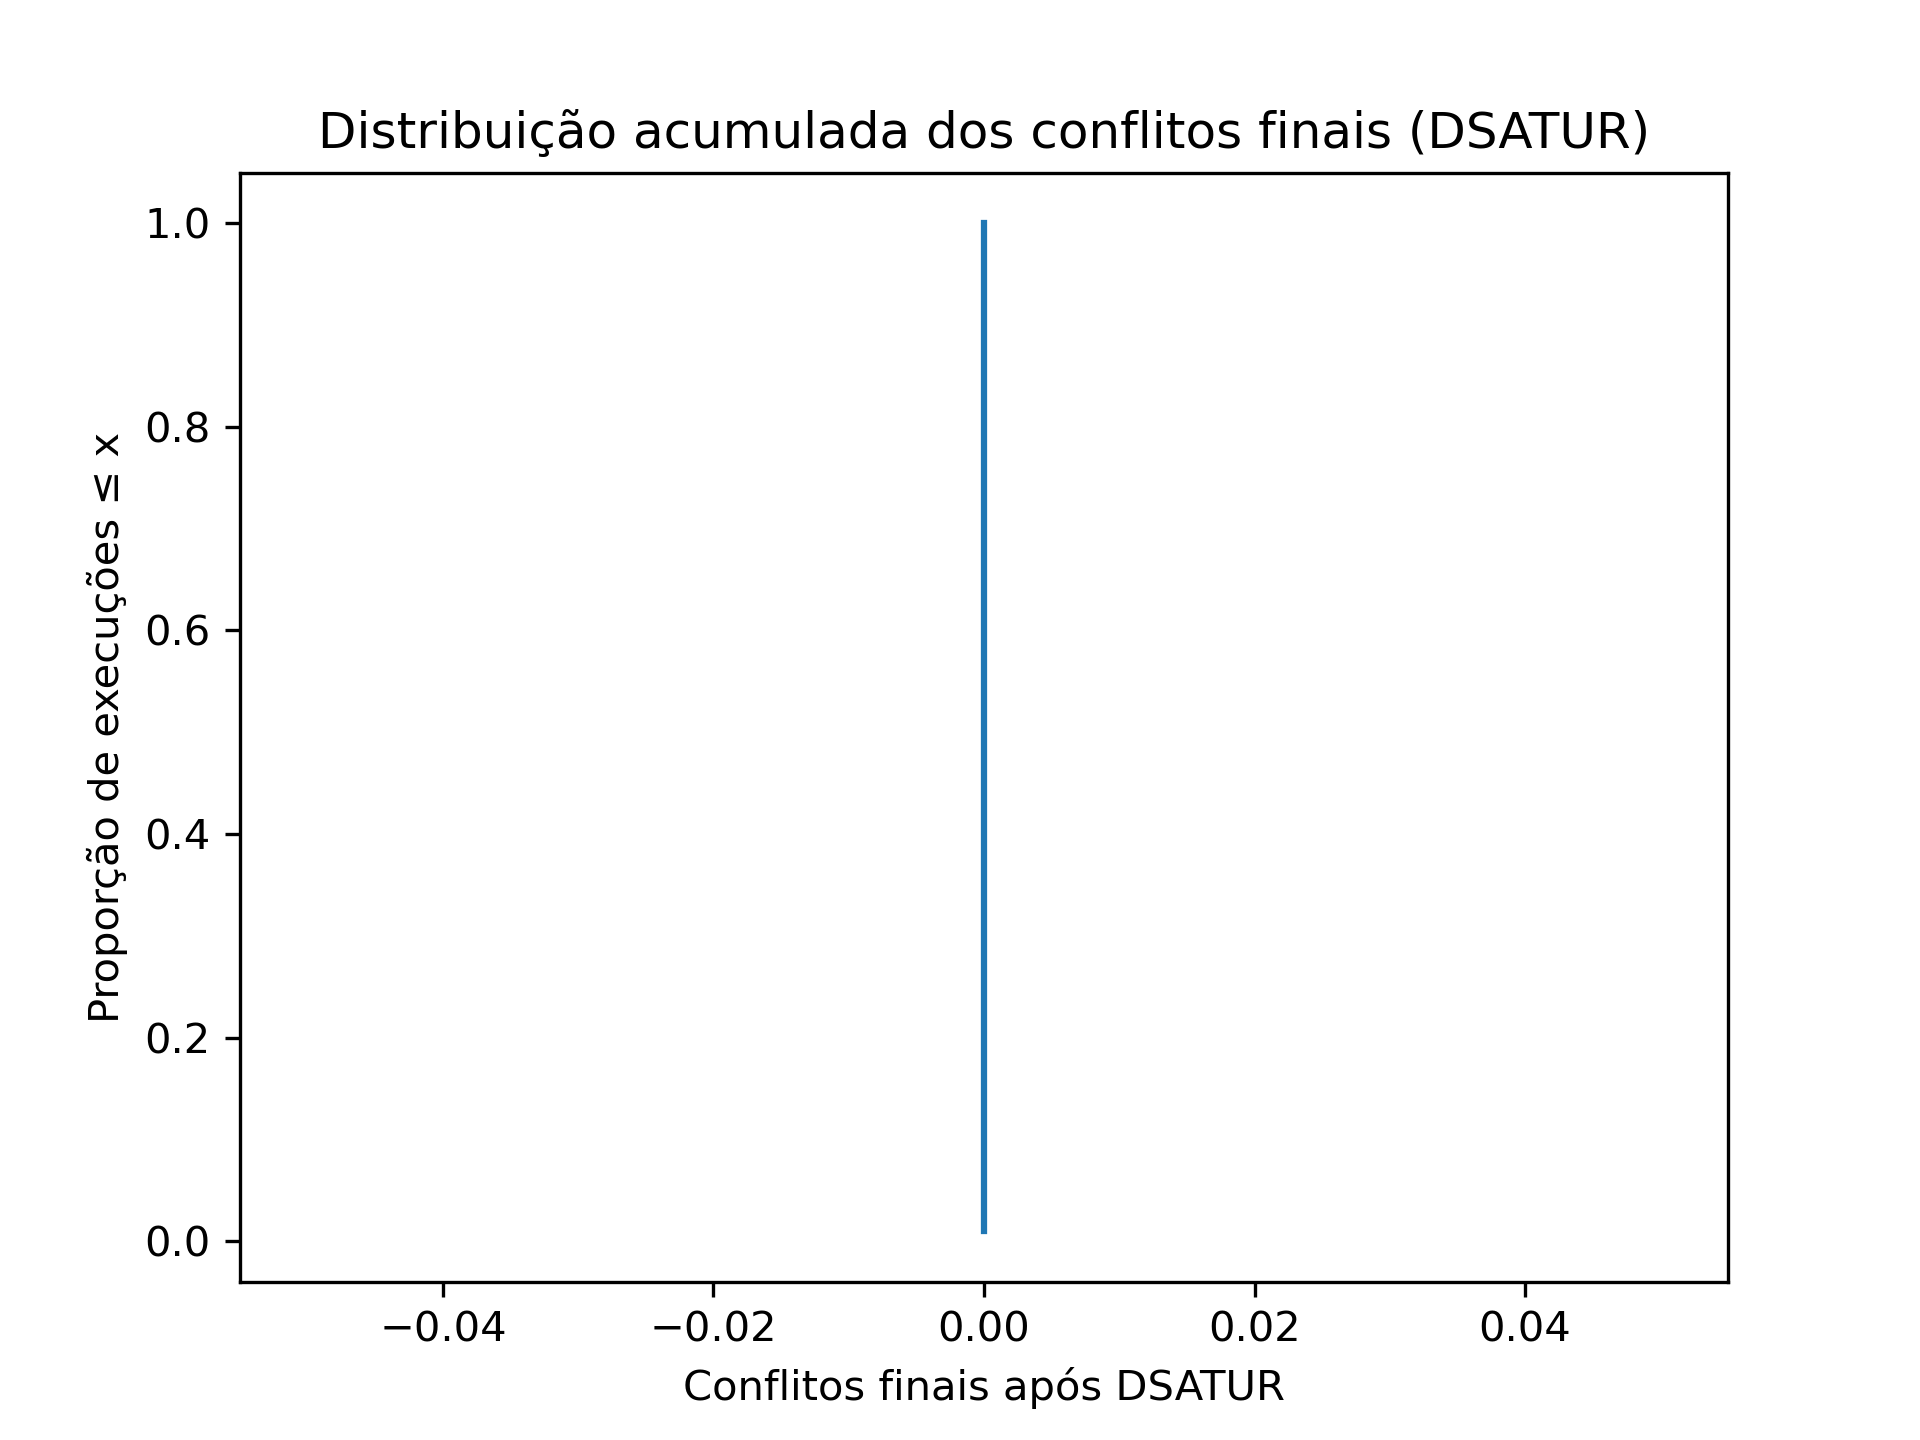 Distribuição acumulada dos conflitos finais (DSATUR)
Proporção de execuções ≤ x
1.0
0.8
0.6
0.4
0.2
0.0
−0.04 −0.02 0.00 0.02 0.04
Conflitos finais após DSATUR